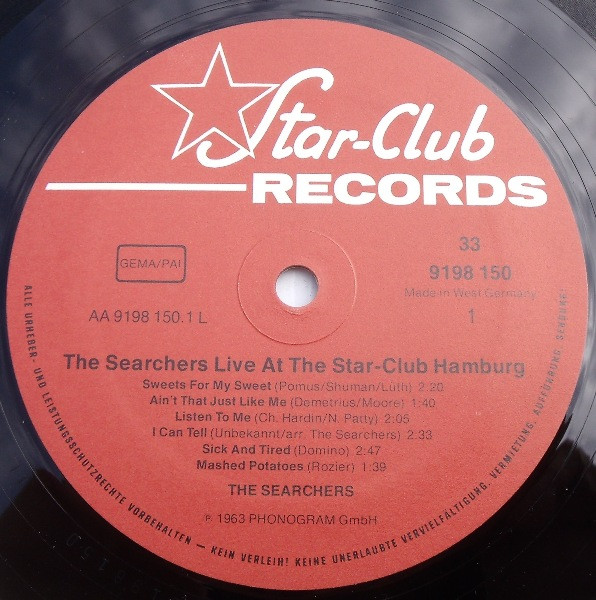 Star-Club
RECORDS
GEMA/PAI
33
9198 150
Made in West Germany
AA 9198 150.1 L
1
The Searchers Live At The Star-Club Hamburg
Sweets For My Sweet (Pomus/Shuman/Luth) 2:20
Ain't That Just Like Me (Demetrius/Moore) 1:40
Listen To Me (Ch. Hardin/N. Patty) 2:05
I Can Tell (Unbekannt/arr. The Searchers) 2:33
Sick And Tired (Domino) 2:47
Mashed Potatoes (Rozier) 1:39
THE SEARCHERS
℗ 1963 PHONOGRAM GmbH
ALLE URHEBER- UND LEISTUNGSSCHUTZRECHTE VORBEHALTEN – KEIN VERLEIH! KEINE UNERLAUBTE VERVIELFÄLTIGUNG, VERMIETUNG, AUFFÜHRUNG, SENDUNG!